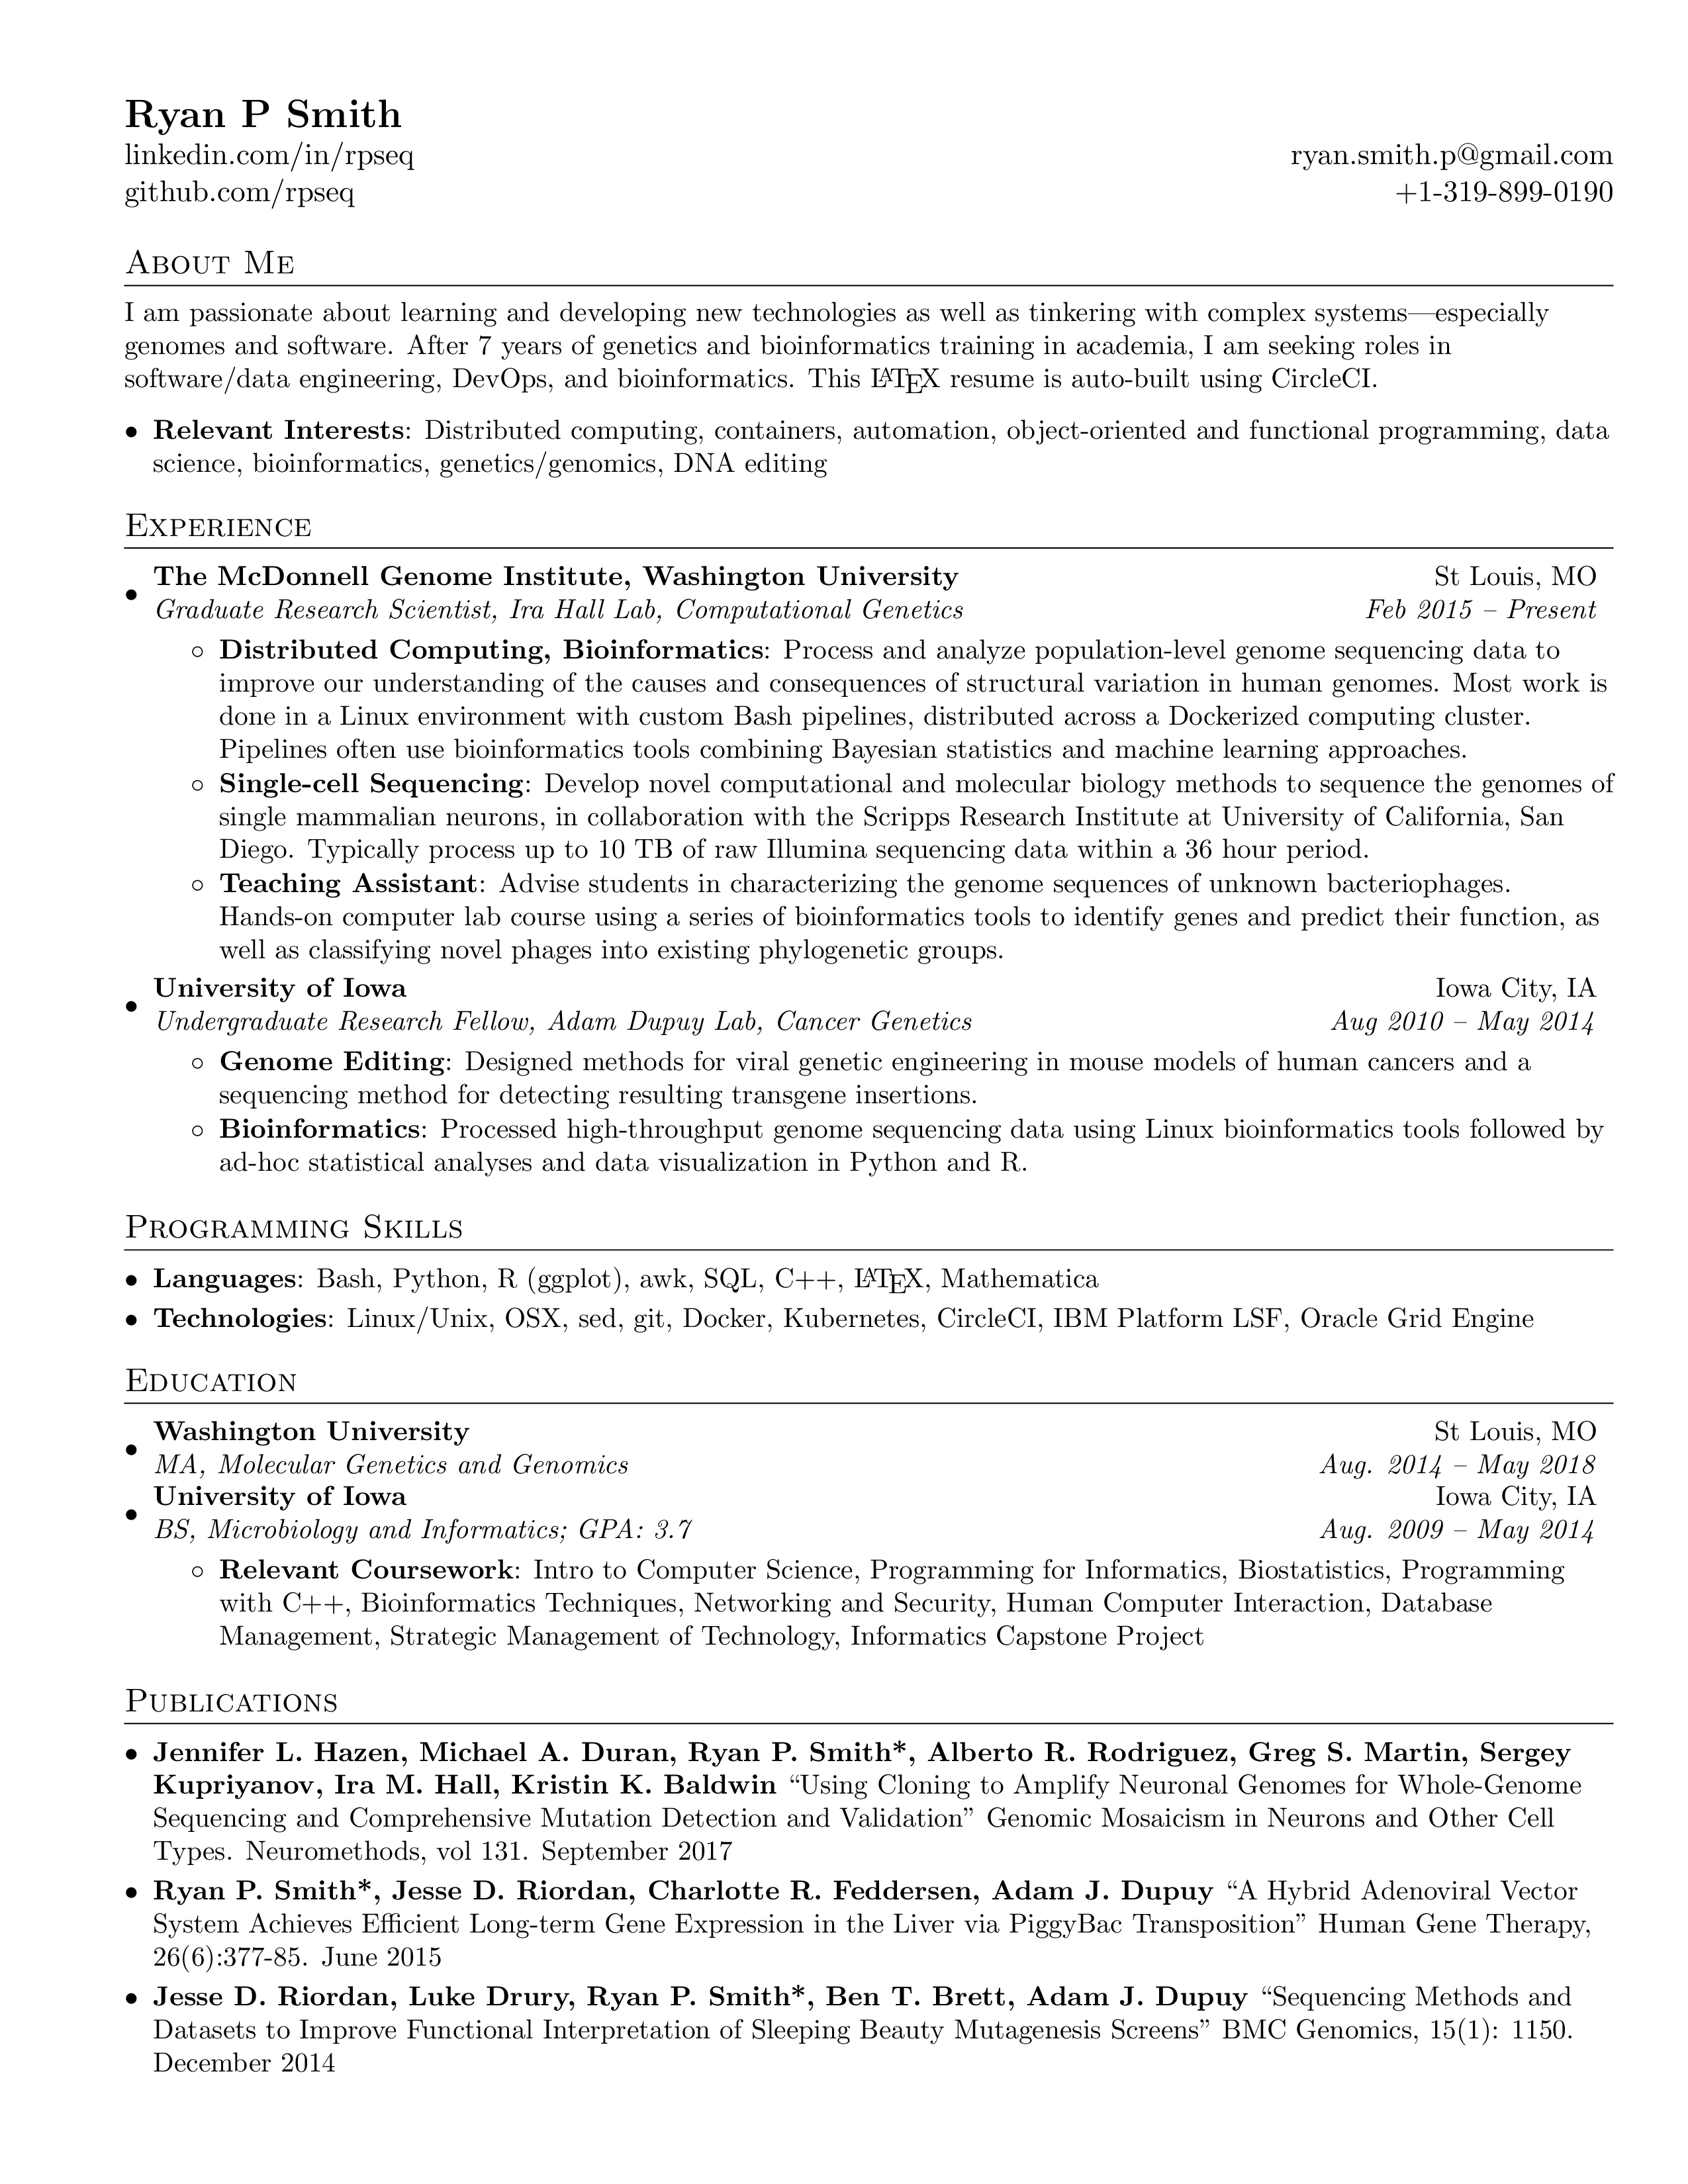 Ryan P Smith
linkedin.com/in/rpseq ryan.smith.p@gmail.com
github.com/rpseq +1-319-899-0190
About Me
I am passionate about learning and developing new technologies as well as tinkering with complex systems—especially
genomes and software. After 7 years of genetics and bioinformatics training in academia, I am seeking roles in
software/data engineering, DevOps, and bioinformatics. This LATEX resume is auto-built using CircleCI.
• Relevant Interests: Distributed computing, containers, automation, object-oriented and functional programming, data
science, bioinformatics, genetics/genomics, DNA editing
Experience
• The McDonnell Genome Institute, Washington University St Louis, MO
Graduate Research Scientist, Ira Hall Lab, Computational Genetics Feb 2015 – Present
◦ Distributed Computing, Bioinformatics: Process and analyze population-level genome sequencing data to
improve our understanding of the causes and consequences of structural variation in human genomes. Most work is
done in a Linux environment with custom Bash pipelines, distributed across a Dockerized computing cluster.
Pipelines often use bioinformatics tools combining Bayesian statistics and machine learning approaches.
◦ Single-cell Sequencing: Develop novel computational and molecular biology methods to sequence the genomes of
single mammalian neurons, in collaboration with the Scripps Research Institute at University of California, San
Diego. Typically process up to 10 TB of raw Illumina sequencing data within a 36 hour period.
◦ Teaching Assistant: Advise students in characterizing the genome sequences of unknown bacteriophages.
Hands-on computer lab course using a series of bioinformatics tools to identify genes and predict their function, as
well as classifying novel phages into existing phylogenetic groups.
• University of Iowa Iowa City, IA
Undergraduate Research Fellow, Adam Dupuy Lab, Cancer Genetics Aug 2010 – May 2014
◦ Genome Editing: Designed methods for viral genetic engineering in mouse models of human cancers and a
sequencing method for detecting resulting transgene insertions.
◦ Bioinformatics: Processed high-throughput genome sequencing data using Linux bioinformatics tools followed by
ad-hoc statistical analyses and data visualization in Python and R.
Programming Skills
• Languages: Bash, Python, R (ggplot), awk, SQL, C++, LATEX, Mathematica
• Technologies: Linux/Unix, OSX, sed, git, Docker, Kubernetes, CircleCI, IBM Platform LSF, Oracle Grid Engine
Education
• Washington University St Louis, MO
MA, Molecular Genetics and Genomics Aug. 2014 – May 2018
• University of Iowa Iowa City, IA
BS, Microbiology and Informatics; GPA: 3.7 Aug. 2009 – May 2014
◦ Relevant Coursework: Intro to Computer Science, Programming for Informatics, Biostatistics, Programming
with C++, Bioinformatics Techniques, Networking and Security, Human Computer Interaction, Database
Management, Strategic Management of Technology, Informatics Capstone Project
Publications
• Jennifer L. Hazen, Michael A. Duran, Ryan P. Smith*, Alberto R. Rodriguez, Greg S. Martin, Sergey
Kupriyanov, Ira M. Hall, Kristin K. Baldwin “Using Cloning to Amplify Neuronal Genomes for Whole-Genome
Sequencing and Comprehensive Mutation Detection and Validation” Genomic Mosaicism in Neurons and Other Cell
Types. Neuromethods, vol 131. September 2017
• Ryan P. Smith*, Jesse D. Riordan, Charlotte R. Feddersen, Adam J. Dupuy “A Hybrid Adenoviral Vector
System Achieves Efficient Long-term Gene Expression in the Liver via PiggyBac Transposition” Human Gene Therapy,
26(6):377-85. June 2015
• Jesse D. Riordan, Luke Drury, Ryan P. Smith*, Ben T. Brett, Adam J. Dupuy “Sequencing Methods and
Datasets to Improve Functional Interpretation of Sleeping Beauty Mutagenesis Screens” BMC Genomics, 15(1): 1150.
December 2014